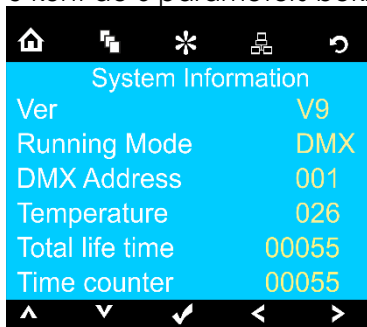 System Information
Ver V9
Running Mode DMX
DMX Address 001
Temperature 026
Total life time 00055
Time counter 00055